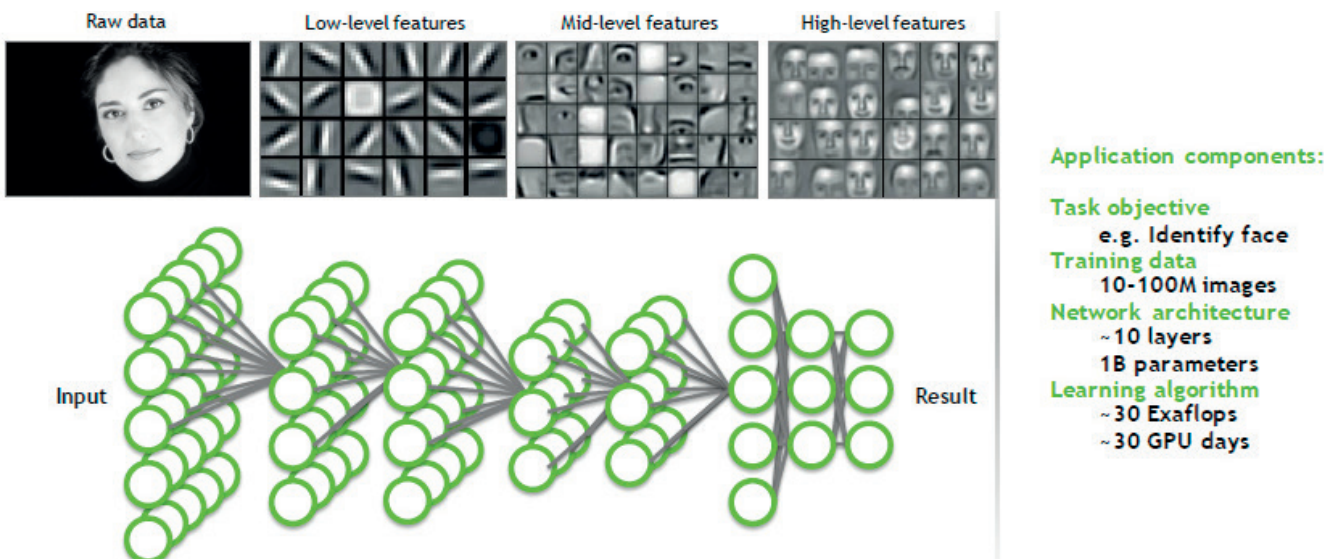 Raw data
Low-level features
Mid-level features
High-level features
Input
Result
Application components:
Task objective
e.g. Identify face
Training data
10-100M images
Network architecture
~10 layers
1B parameters
Learning algorithm
~30 Exaflops
~30 GPU days